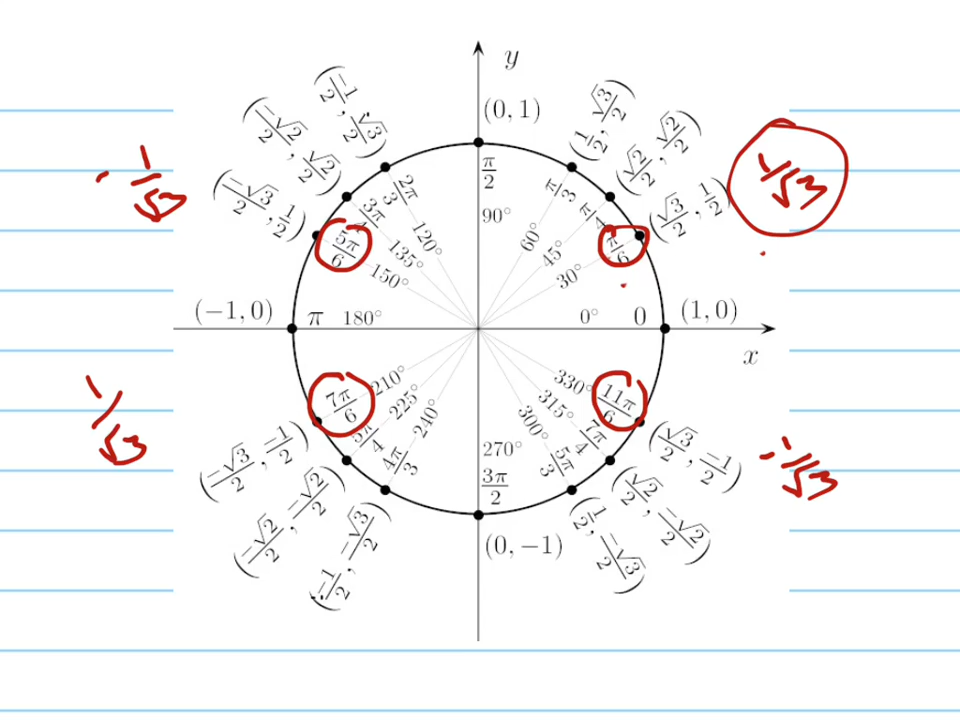 y
(0, 1)
(-1/2, √3/2)
(1/2, √3/2)
(-√2/2, √2/2)
(√2/2, √2/2)
(-√3/2, 1/2)
(√3/2, 1/2)
-1/√3
1/√3
π/2
90°
2π/3
120°
π/3
60°
3π/4
135°
π/4
45°
5π/6
150°
π/6
30°
(-1, 0)
π
180°
0°
0
(1, 0)
x
7π/6
210°
330°
11π/6
5π/4
225°
315°
7π/4
4π/3
240°
300°
5π/3
270°
3π/2
1/√3
-1/√3
(-√3/2, -1/2)
(√3/2, -1/2)
(-√2/2, -√2/2)
(√2/2, -√2/2)
(-1/2, -√3/2)
(1/2, -√3/2)
(0, -1)